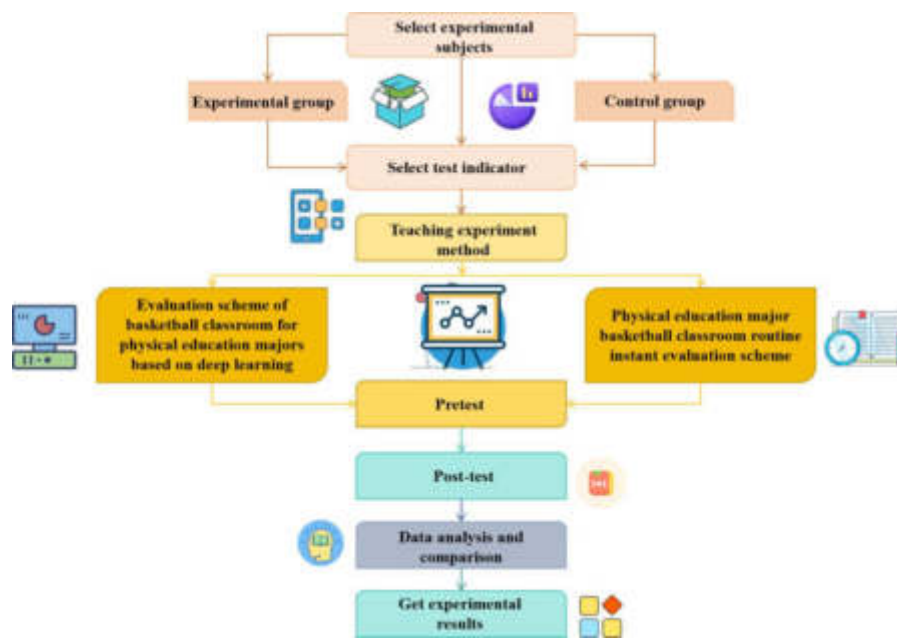 Select experimental
subjects
Experimental group
Control group
Select test indicator
Teaching experiment
method
Evaluation scheme of
basketball classroom for
physical education majors
based on deep learning
Physical education major
basketball classroom routine
instant evaluation scheme
Pretest
Post-test
Data analysis and
comparison
Get experimental
results